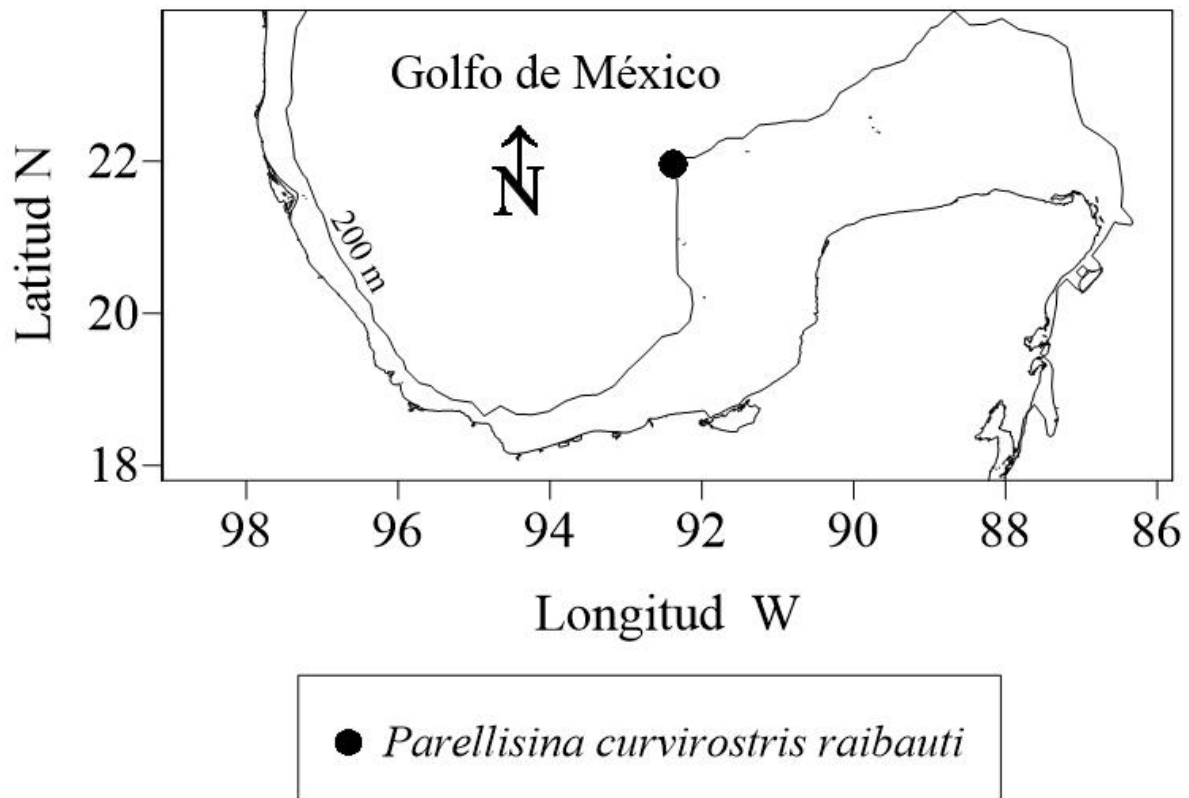 Golfo de México
N
200 m
Latitud N
22
20
18
98 96 94 92 90 88 86
Longitud W
Parellisina curvirostris raibauti